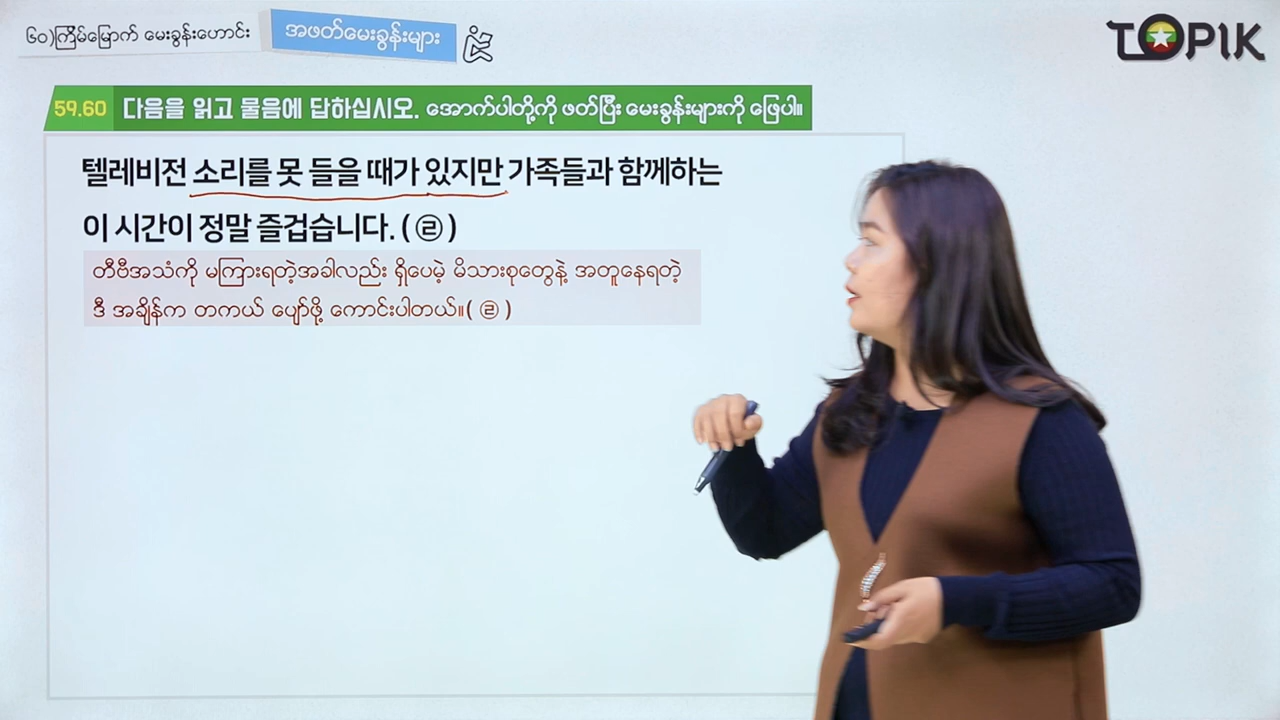 ၆၀)ကြိမ်မြောက် မေးခွန်းဟောင်း အဖတ်မေးခွန်းများ
TOPIK
59.60 다음을 읽고 물음에 답하십시오. အောက်ပါတို့ကို ဖတ်ပြီး မေးခွန်းများကို ဖြေပါ။
텔레비전 소리를 못 들을 때가 있지만 가족들과 함께하는
이 시간이 정말 즐겁습니다. ( ㉣ )
တီဗီအသံကို မကြားရတဲ့အခါလည်း ရှိပေမဲ့ မိသားစုတွေနဲ့ အတူနေရတဲ့
ဒီ အချိန်က တကယ် ပျော်ဖို့ ကောင်းပါတယ်။( ㉣ )